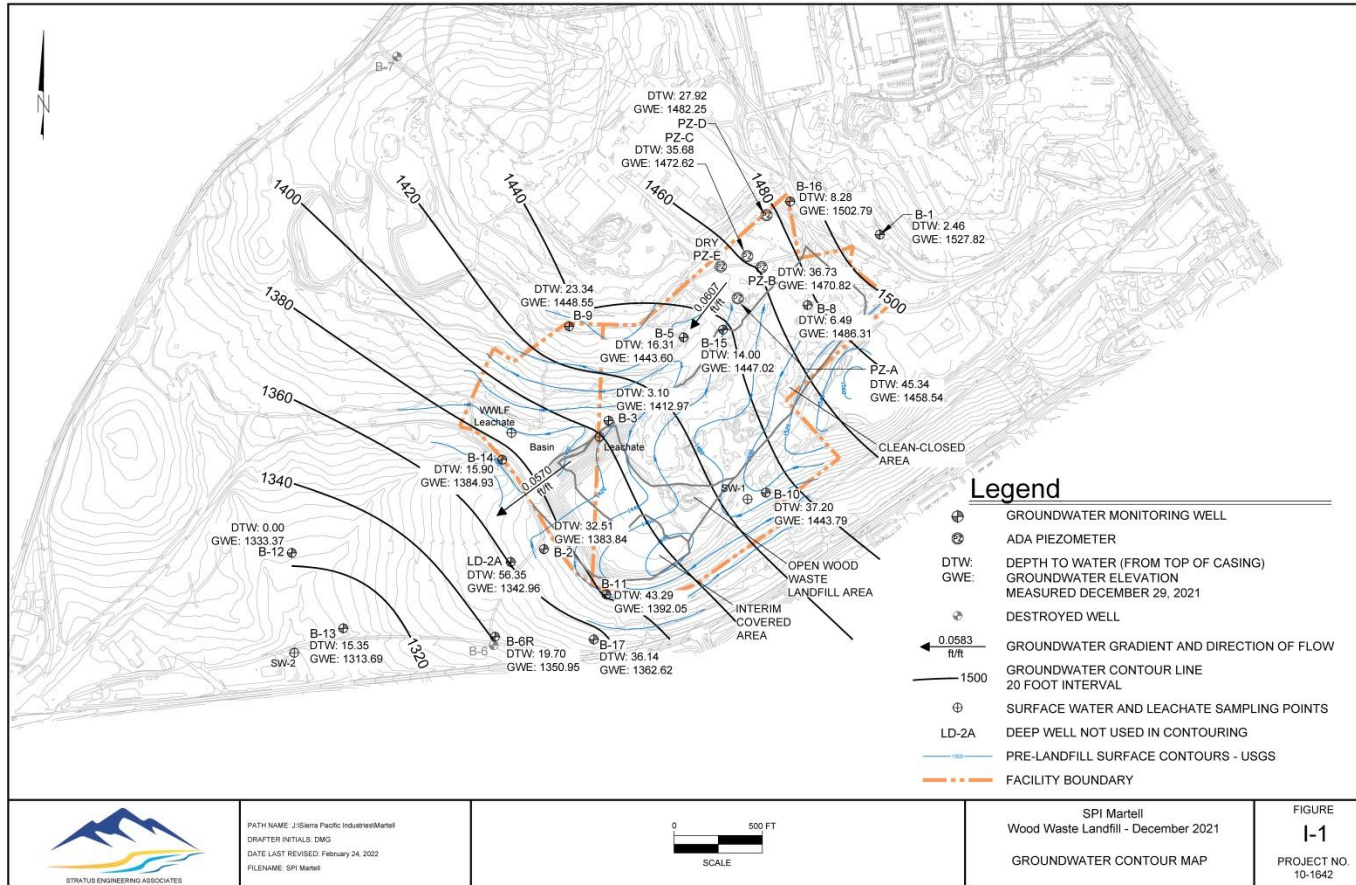 B-7
N
DTW: 27.92
GWE: 1482.25
PZ-D
PZ-C
DTW: 35.68
GWE: 1472.62
1400
1420
1440
1460
1480
B-16
DTW: 8.28
GWE: 1502.79
B-1
DTW: 2.46
GWE: 1527.82
DRY
PZ-E
PZ-B
DTW: 36.73
GWE: 1470.82
1500
DTW: 23.34
GWE: 1448.55
B-9
0.0607
ft/ft
B-8
DTW: 6.49
GWE: 1486.31
1380
B-5
DTW: 16.31
GWE: 1443.60
B-15
DTW: 14.00
GWE: 1447.02
PZ-A
DTW: 45.34
GWE: 1458.54
1360
DTW: 3.10
GWE: 1412.97
B-3
WWLF
Leachate
Basin
Leachate
CLEAN-CLOSED
AREA
B-14
DTW: 15.90
GWE: 1384.93
0.0570
ft/ft
1340
SW-1
B-10
DTW: 37.20
GWE: 1443.79
DTW: 0.00
GWE: 1333.37
B-12
DTW: 32.51
GWE: 1383.84
B-2
LD-2A
DTW: 56.35
GWE: 1342.96
OPEN WOOD
WASTE
LANDFILL AREA
B-11
DTW: 43.29
GWE: 1392.05
INTERIM
COVERED
AREA
B-13
DTW: 15.35
GWE: 1313.69
SW-2
1320
B-6
B-6R
DTW: 19.70
GWE: 1350.95
B-17
DTW: 36.14
GWE: 1362.62
Legend
GROUNDWATER MONITORING WELL
PZ
ADA PIEZOMETER
DTW: DEPTH TO WATER (FROM TOP OF CASING)
GWE: GROUNDWATER ELEVATION
MEASURED DECEMBER 29, 2021
DESTROYED WELL
0.0583
ft/ft
GROUNDWATER GRADIENT AND DIRECTION OF FLOW
1500 GROUNDWATER CONTOUR LINE
20 FOOT INTERVAL
SURFACE WATER AND LEACHATE SAMPLING POINTS
LD-2A DEEP WELL NOT USED IN CONTOURING
PRE-LANDFILL SURFACE CONTOURS - USGS
FACILITY BOUNDARY
STRATUS ENGINEERING ASSOCIATES
PATH NAME: J:\Sierra Pacific Industries\Martell
DRAFTER INITIALS: DMG
DATE LAST REVISED: February 24, 2022
FILENAME: SPI Martell
0 500 FT
SCALE
SPI Martell
Wood Waste Landfill - December 2021
GROUNDWATER CONTOUR MAP
FIGURE
I-1
PROJECT NO.
10-1642